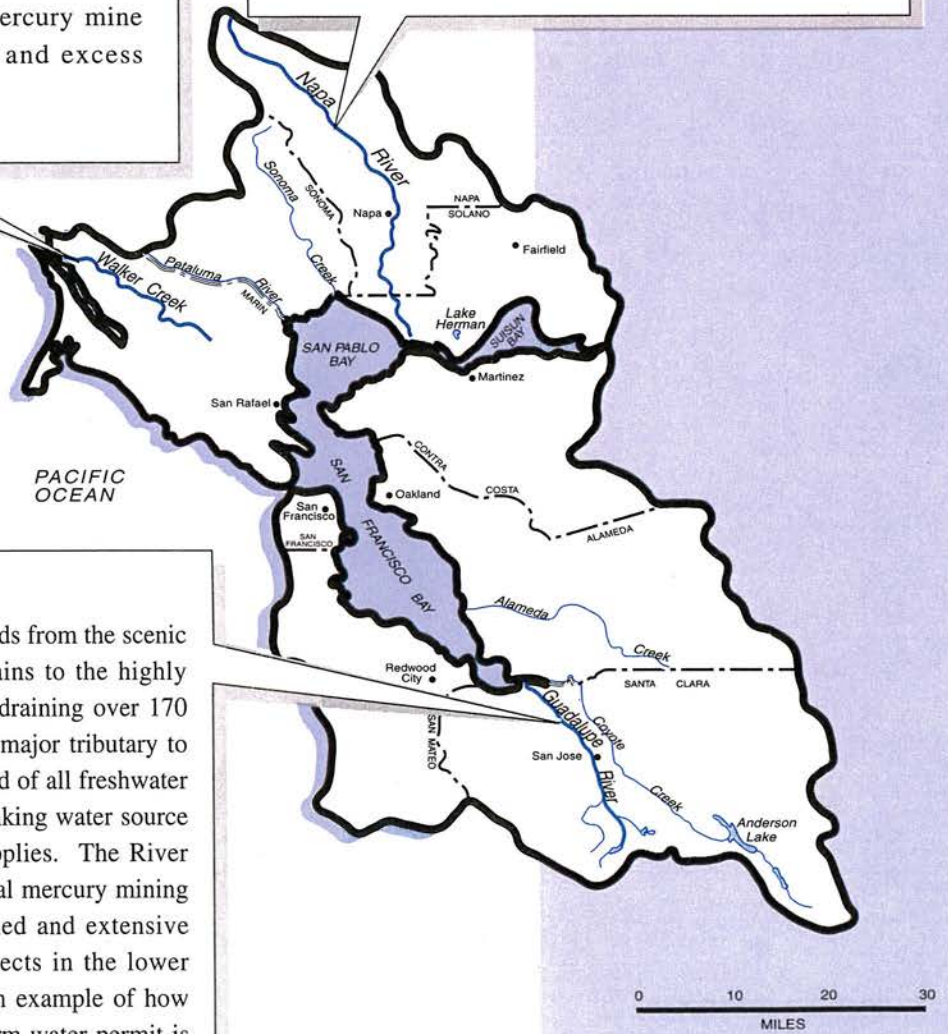 ercury mine
and excess
Napa
River
Sonoma
Creek
SONOMA
NAPA
SOLANO
Napa
Fairfield
Walker Creek
Petaluma
River
MARIN
Lake
Herman
SUISUN
BAY
SAN PABLO
BAY
Martinez
San Rafael
PACIFIC
OCEAN
CONTRA
COSTA
ALAMEDA
SAN
FRANCISCO
BAY
Oakland
San
Francisco
SAN
FRANCISCO
Alameda
Creek
Redwood
City
SANTA CLARA
SAN MATEO
Guadalupe
River
Coyote
Creek
San Jose
Anderson
Lake
ds from the scenic
ins to the highly
draining over 170
major tributary to
d of all freshwater
king water source
pplies. The River
al mercury mining
ed and extensive
ects in the lower
n example of how
rm water permit is
0 10 20 30
MILES